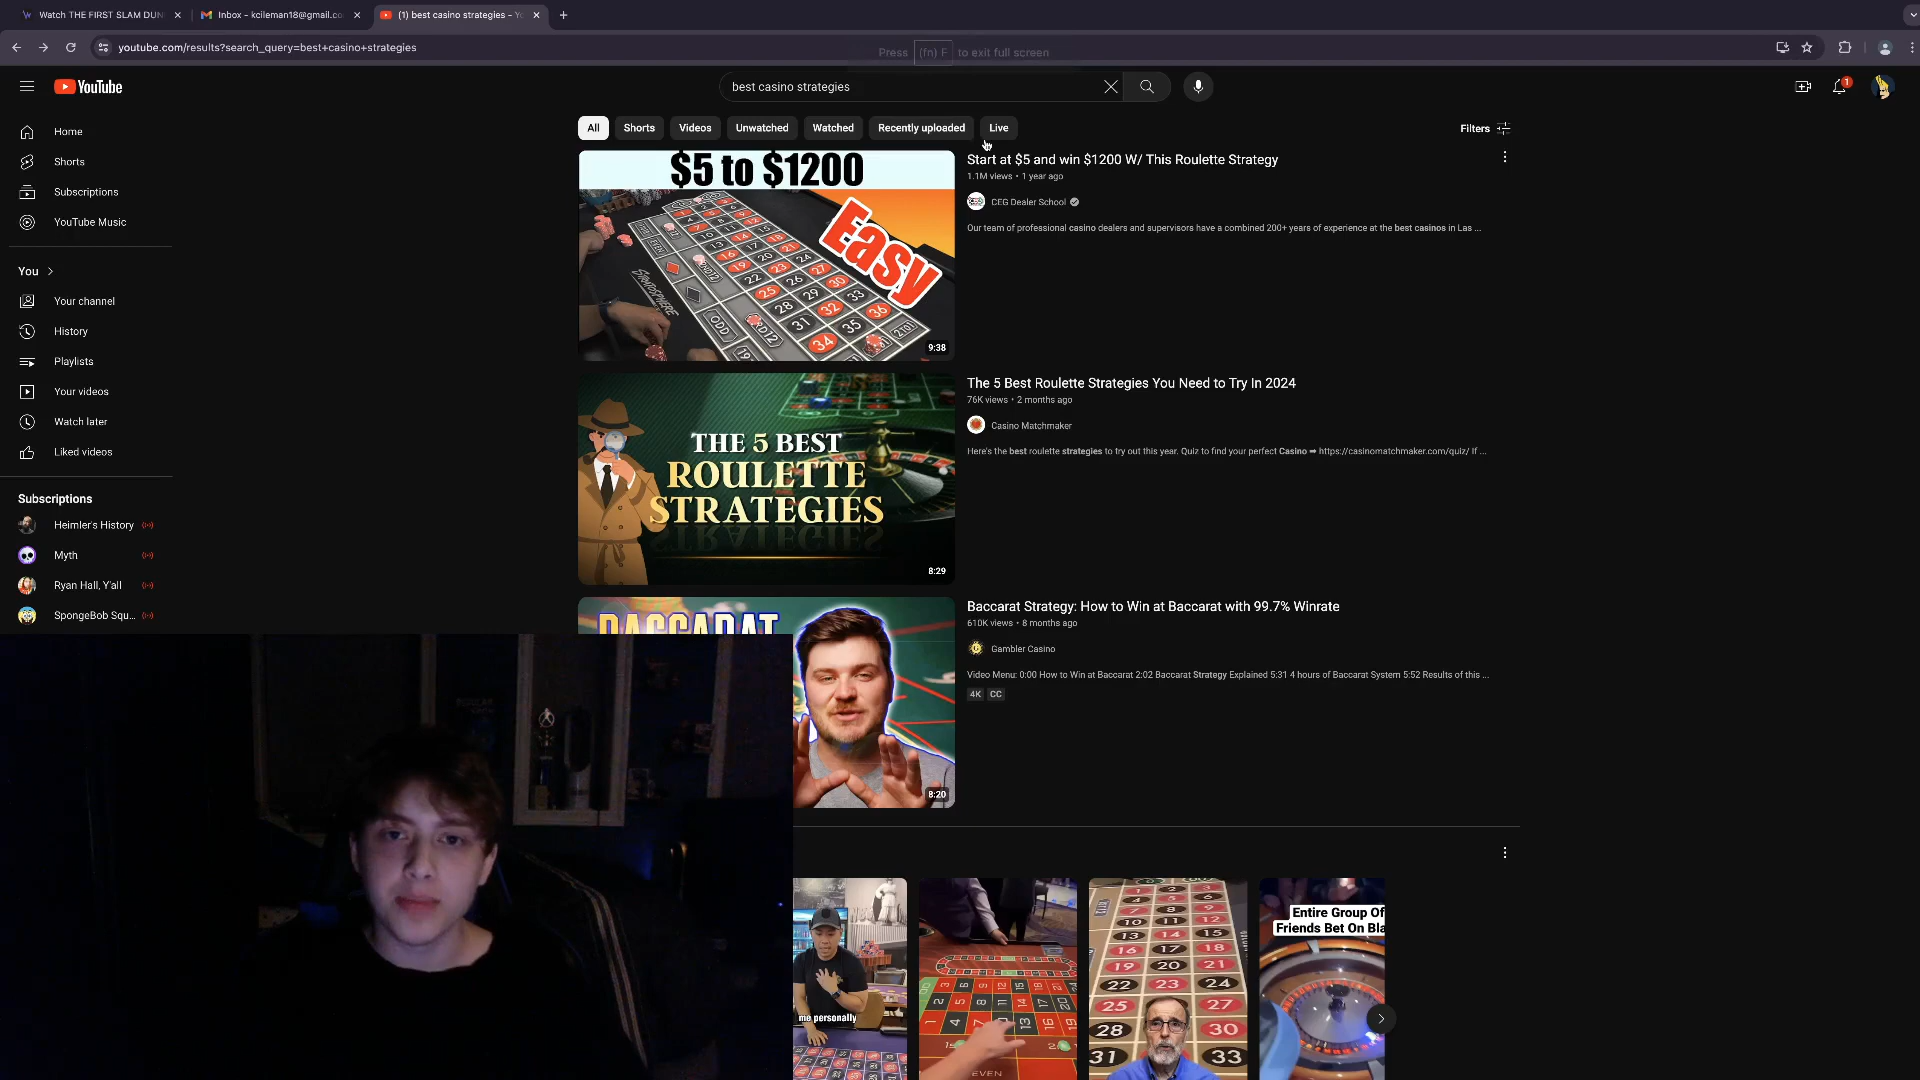 Watch THE FIRST SLAM DUN
Inbox - kcileman18@gmail.co
(1) best casino strategies - Yo
youtube.com/results?search_query=best+casino+strategies
Press (fn) F to exit full screen
YouTube
best casino strategies
1
Home
Shorts
Subscriptions
YouTube Music
You
Your channel
History
Playlists
Your videos
Watch later
Liked videos
Subscriptions
Heimler's History
Myth
Ryan Hall, Y'all
SpongeBob Squ...
All
Shorts
Videos
Unwatched
Watched
Recently uploaded
Live
Filters
$5 to $1200
Easy
9:38
Start at $5 and win $1200 W/ This Roulette Strategy
1.1M views • 1 year ago
CEG Dealer School
Our team of professional casino dealers and supervisors have a combined 200+ years of experience at the best casinos in Las ...
THE 5 BEST
ROULETTE
STRATEGIES
8:29
The 5 Best Roulette Strategies You Need to Try In 2024
76K views • 2 months ago
Casino Matchmaker
Here's the best roulette strategies to try out this year. Quiz to find your perfect Casino ➡ https://casinomatchmaker.com/quiz/ If ...
BACCARAT
8:20
Baccarat Strategy: How to Win at Baccarat with 99.7% Winrate
610K views • 8 months ago
Gambler Casino
Video Menu: 0:00 How to Win at Baccarat 2:02 Baccarat Strategy Explained 5:31 4 hours of Baccarat System 5:52 Results of this ...
4K CC
me personally
EVEN
Entire Group Of
Friends Bet On Bla